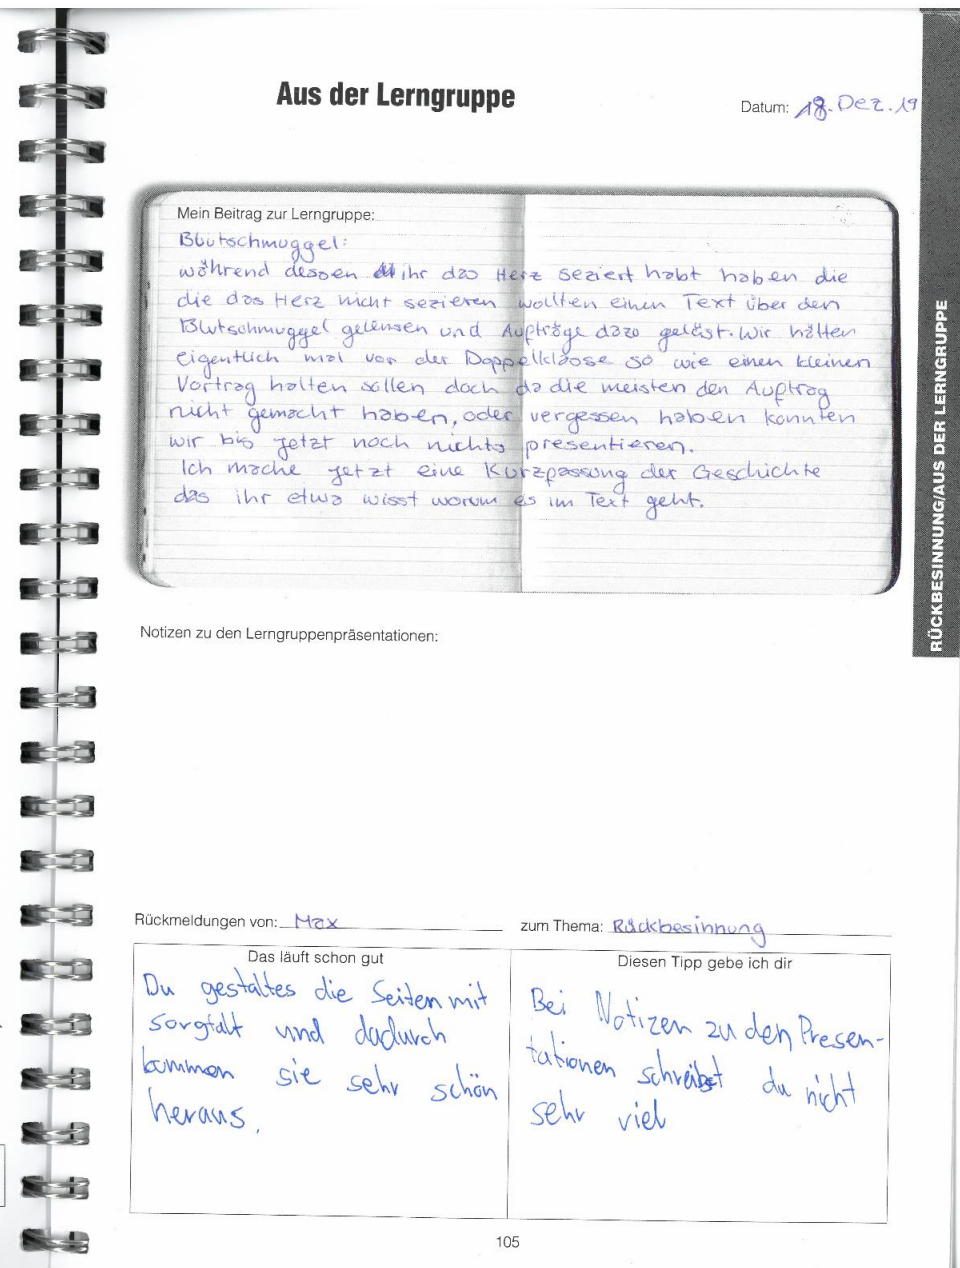 Aus der Lerngruppe
Datum: 18. Dez. 19
Mein Beitrag zur Lerngruppe:
Blutschmuggel:
während dessen ihr das Herz seziert habt haben die
die das Herz nicht sezieren wollten einen Text über den
Blutschmuggel gelensen und Aufträge dazu gelöst. Wir hätten
eigentlich mal vor der Doppelklasse so wie einen kleinen
Vortrag halten sollen doch da die meisten den Auftrag
nicht gemacht haben, oder vergessen haben konnten
wir bis jetzt noch nichts presentieren.
Ich mache jetzt eine Kurzfassung der Geschichte
das ihr etwa wisst worum es im Text geht.
RÜCKBESINNUNG/AUS DER LERNGRUPPE
Notizen zu den Lerngruppenpräsentationen:
Rückmeldungen von: Max zum Thema: Rückbesinnung
Das läuft schon gut
Du gestaltes die Seiten mit
Sorgfalt und dadurch
kommen sie sehr schön
heraus.
Diesen Tipp gebe ich dir
Bei Notizen zu den Presen-
tationen schreibst du nicht
sehr viel
105